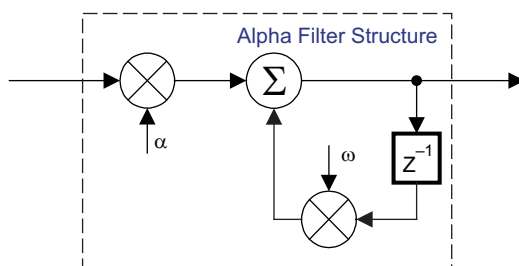 Alpha Filter Structure
Σ
α
ω
Z⁻¹